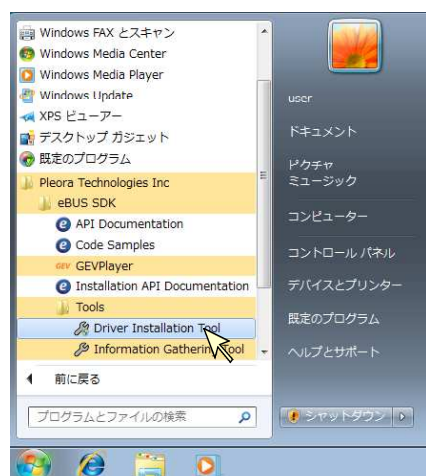 Windows FAX とスキャン
Windows Media Center
Windows Media Player
Windows Update
XPS ビューアー
デスクトップ ガジェット
既定のプログラム
Pleora Technologies Inc
eBUS SDK
API Documentation
Code Samples
GEV GEVPlayer
Installation API Documentation
Tools
Driver Installation Tool
Information Gathering Tool
前に戻る
プログラムとファイルの検索
user
ドキュメント
ピクチャ
ミュージック
コンピューター
コントロール パネル
デバイスとプリンター
既定のプログラム
ヘルプとサポート
シャットダウン